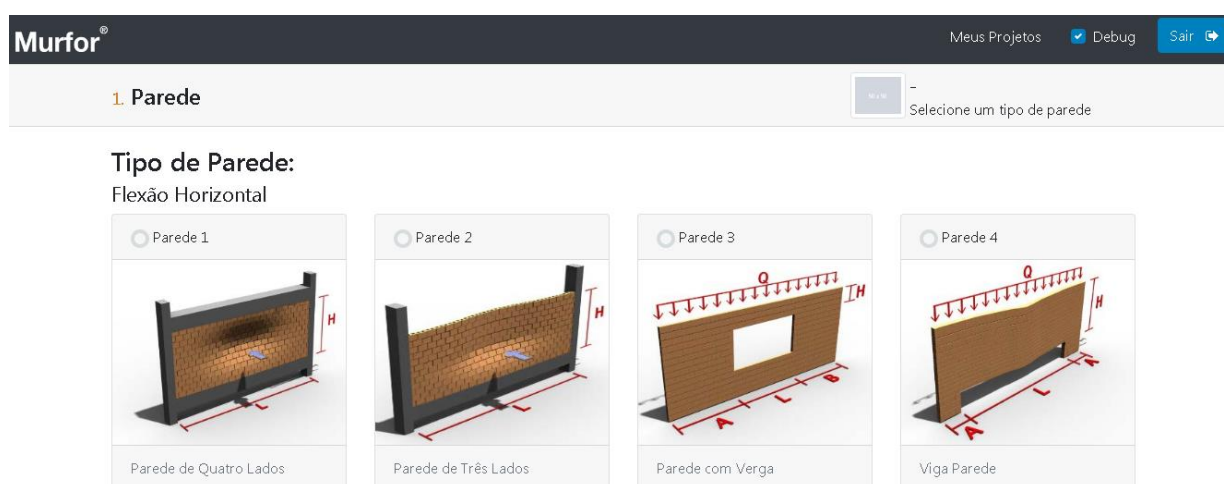 Murfor®
Meus Projetos
Debug
Sair
1. Parede
-
Selecione um tipo de parede
Tipo de Parede:
Flexão Horizontal
Parede 1
Parede 2
Parede 3
Parede 4
H
L
H
L
Q
H
A
L
B
Q
H
A
L
A
Parede de Quatro Lados
Parede de Três Lados
Parede com Verga
Viga Parede